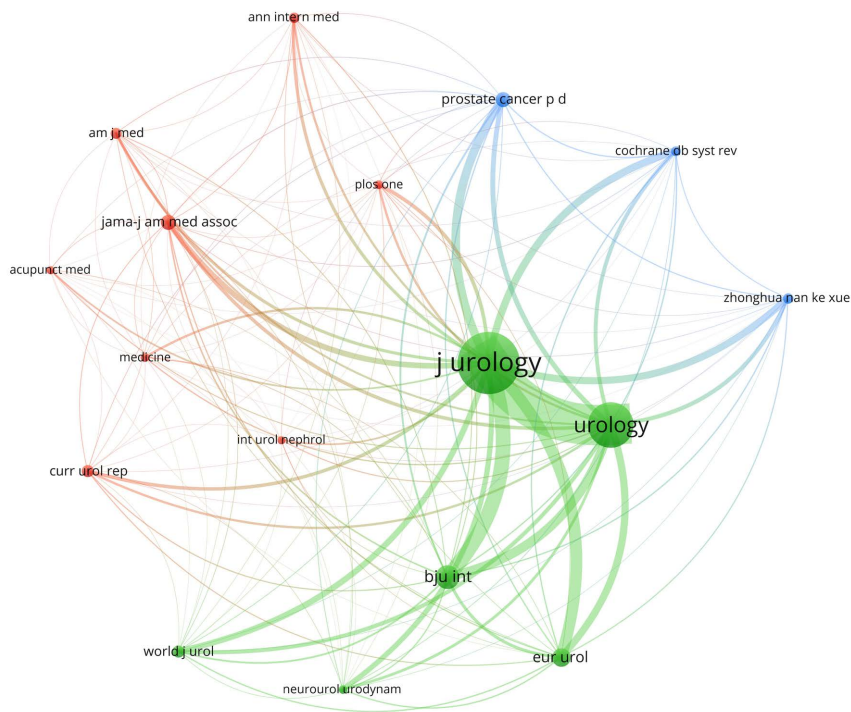 ann intern med
prostate cancer p d
am j med
cochrane db syst rev
plos one
jama-j am med assoc
acupunct med
zhonghua nan ke xue
medicine
j urology
urology
int urol nephrol
curr urol rep
bju int
world j urol
eur urol
neurourol urodynam